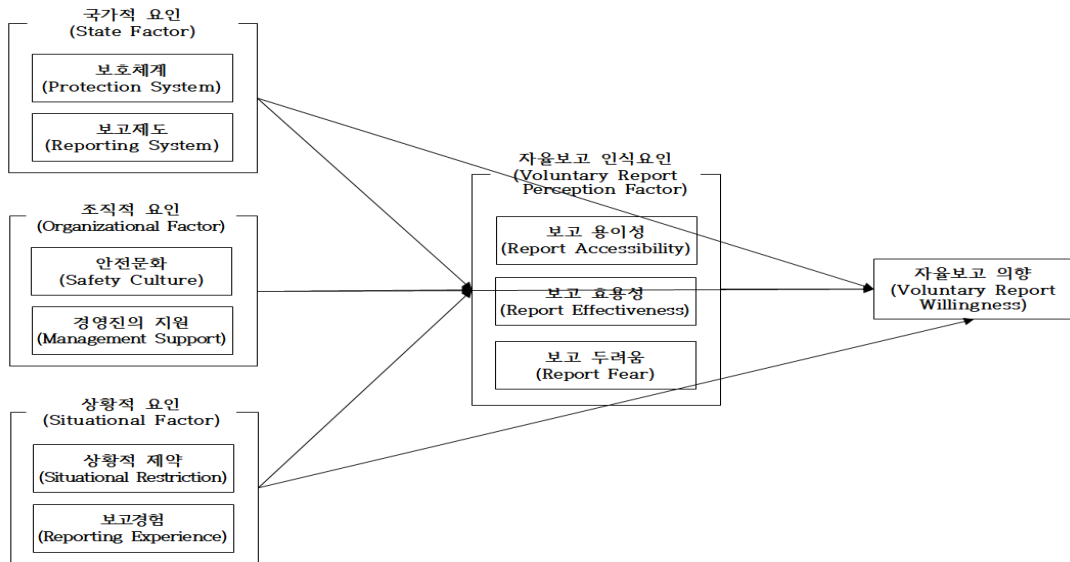 국가적 요인
(State Factor)
보호체계
(Protection System)
보고제도
(Reporting System)
조직적 요인
(Organizational Factor)
안전문화
(Safety Culture)
경영진의 지원
(Management Support)
상황적 요인
(Situational Factor)
상황적 제약
(Situational Restriction)
보고경험
(Reporting Experience)
자율보고 인식요인
(Voluntary Report
Perception Factor)
보고 용이성
(Report Accessibility)
보고 효용성
(Report Effectiveness)
보고 두려움
(Report Fear)
자율보고 의향
(Voluntary Report
Willingness)